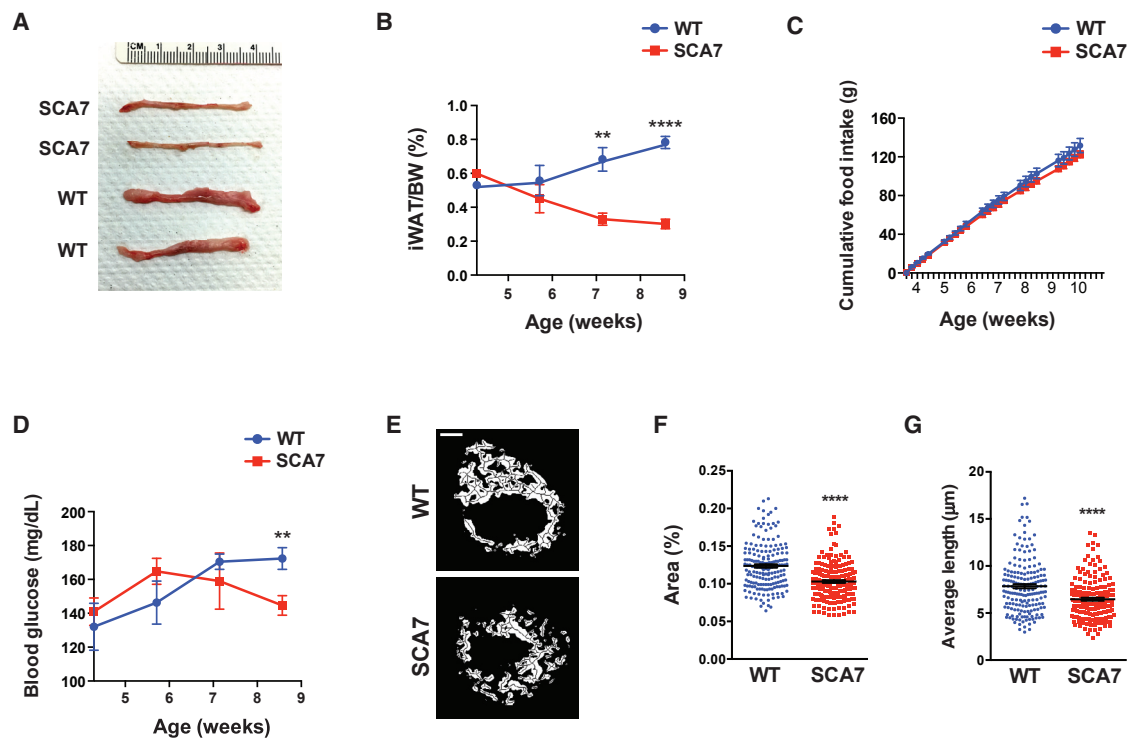 A
CM 1 2 3 4
SCA7
SCA7
WT
WT
B
WT
SCA7
iWAT/BW (%)
1.0
0.8
0.6
0.4
0.2
0.0
**
****
5 6 7 8 9
Age (weeks)
C
WT
SCA7
Cumulative food intake (g)
160
120
80
40
0
4 5 6 7 8 9 10
Age (weeks)
D
WT
SCA7
Blood glucose (mg/dL)
200
180
160
140
120
100
**
5 6 7 8 9
Age (weeks)
E
WT
SCA7
F
Area (%)
0.25
0.20
0.15
0.10
0.05
0.00
****
WT SCA7
G
Average length (µm)
20
15
10
5
0
****
WT SCA7